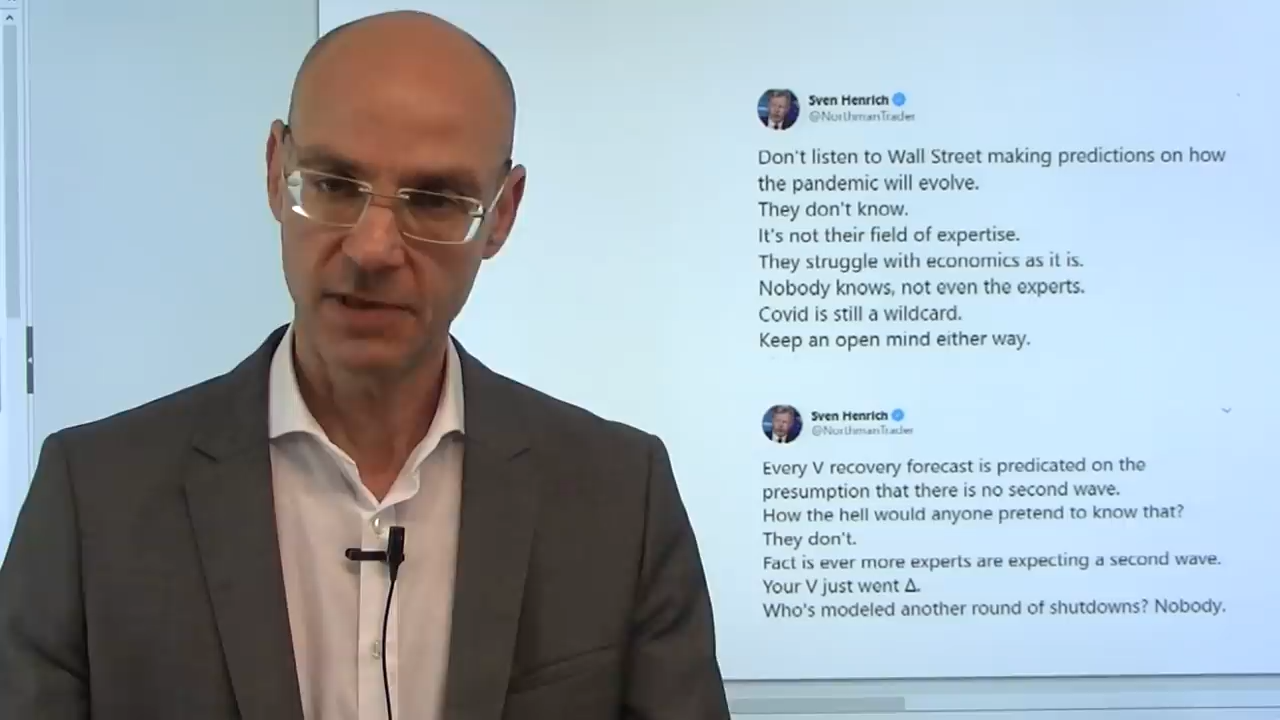 Sven Henrich
@NorthmanTrader
Don't listen to Wall Street making predictions on how
the pandemic will evolve.
They don't know.
It's not their field of expertise.
They struggle with economics as it is.
Nobody knows, not even the experts.
Covid is still a wildcard.
Keep an open mind either way.
Sven Henrich
@NorthmanTrader
Every V recovery forecast is predicated on the
presumption that there is no second wave.
How the hell would anyone pretend to know that?
They don't.
Fact is ever more experts are expecting a second wave.
Your V just went Δ.
Who's modeled another round of shutdowns? Nobody.